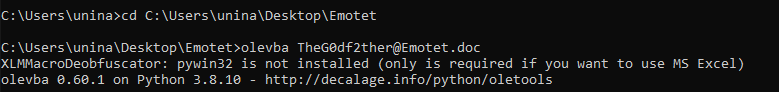 C:\Users\unina>cd C:\Users\unina\Desktop\Emotet
C:\Users\unina\Desktop\Emotet>olevba TheG0df2ther@Emotet.doc
XLMMacroDeobfuscator: pywin32 is not installed (only is required if you want to use MS Excel)
olevba 0.60.1 on Python 3.8.10 - http://decalage.info/python/oletools